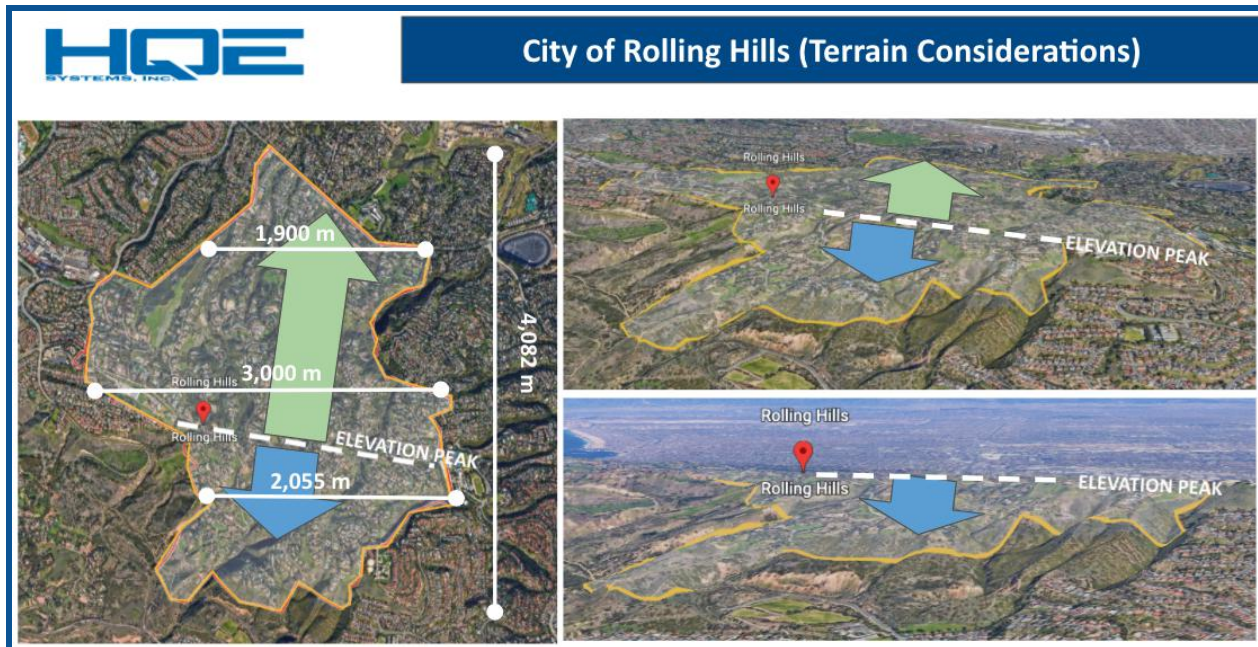 HQE
SYSTEMS, INC.
City of Rolling Hills (Terrain Considerations)
1,900 m
4,082 m
Rolling Hills
3,000 m
Rolling Hills
ELEVATION PEAK
2,055 m
Rolling Hills
Rolling Hills
ELEVATION PEAK
Rolling Hills
Rolling Hills
ELEVATION PEAK